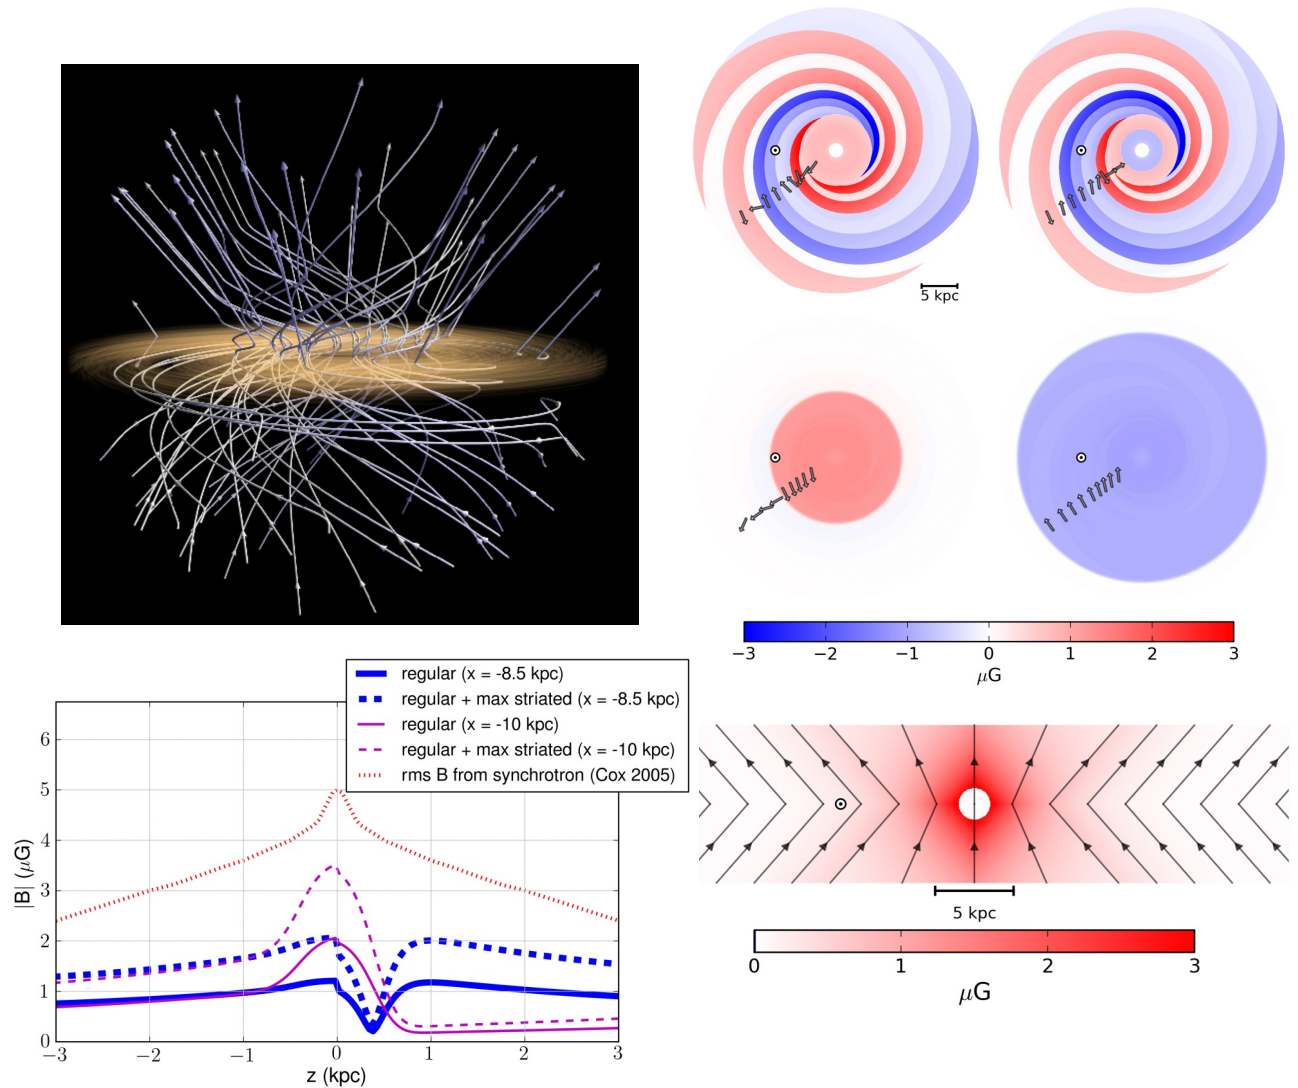 5 kpc
5 kpc
−3 −2 −1 0 1 2 3
μG
regular (x = -8.5 kpc)
regular + max striated (x = -8.5 kpc)
regular (x = -10 kpc)
regular + max striated (x = -10 kpc)
rms B from synchrotron (Cox 2005)
6
5
4
3
2
1
0
|B| (μG)
−3 −2 −1 0 1 2 3
z (kpc)
0 1 2 3
μG